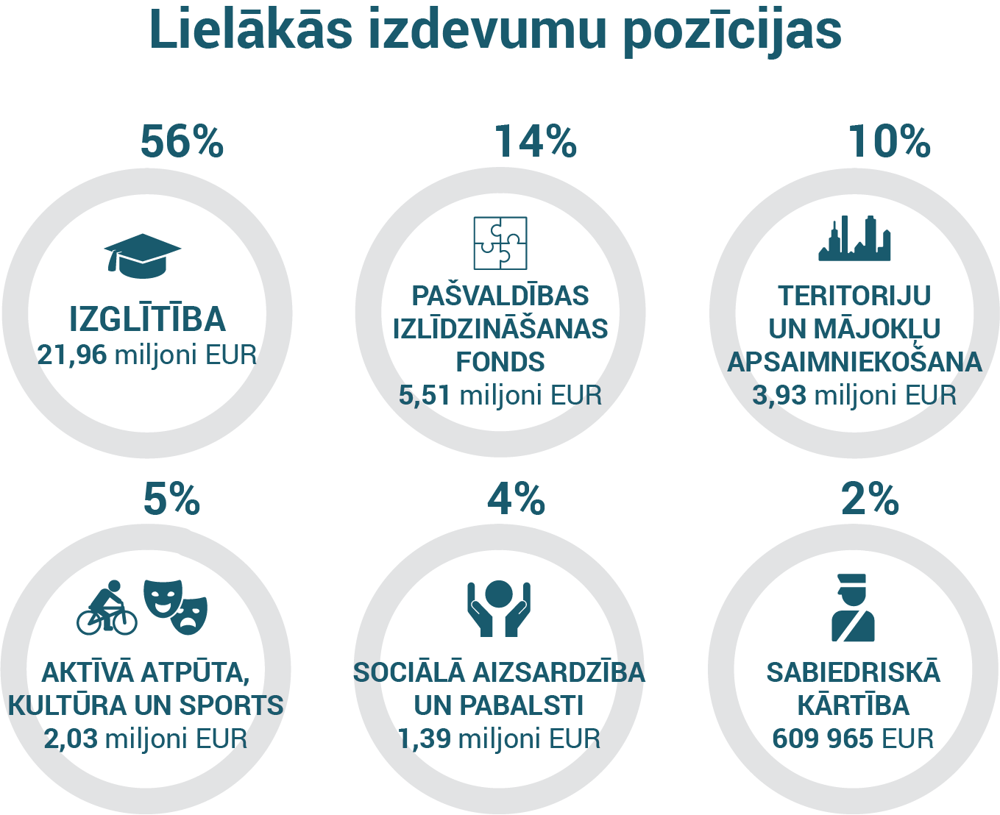 Lielākās izdevumu pozīcijas
56%
IZGLĪTĪBA
21,96 miljoni EUR
14%
PAŠVALDĪBAS
IZLĪDZINĀŠANAS
FONDS
5,51 miljoni EUR
10%
TERITORIJU
UN MĀJOKĻU
APSAIMNIEKOŠANA
3,93 miljoni EUR
5%
AKTĪVĀ ATPŪTA,
KULTŪRA UN SPORTS
2,03 miljoni EUR
4%
SOCIĀLĀ AIZSARDZĪBA
UN PABALSTI
1,39 miljoni EUR
2%
SABIEDRISKĀ
KĀRTĪBA
609 965 EUR